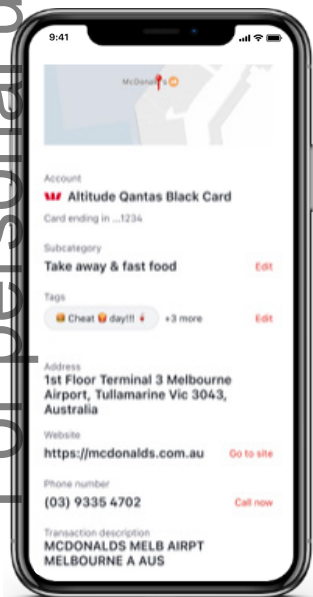 9:41
McDonald's
Account
Altitude Qantas Black Card
Card ending in ...1234
Subcategory
Take away & fast food Edit
Tags
Cheat day!!! +3 more Edit
Address
1st Floor Terminal 3 Melbourne
Airport, Tullamarine Vic 3043,
Australia
Website
https://mcdonalds.com.au Go to site
Phone number
(03) 9335 4702 Call now
Transaction description
MCDONALDS MELB AIRPT
MELBOURNE A AUS
For personal